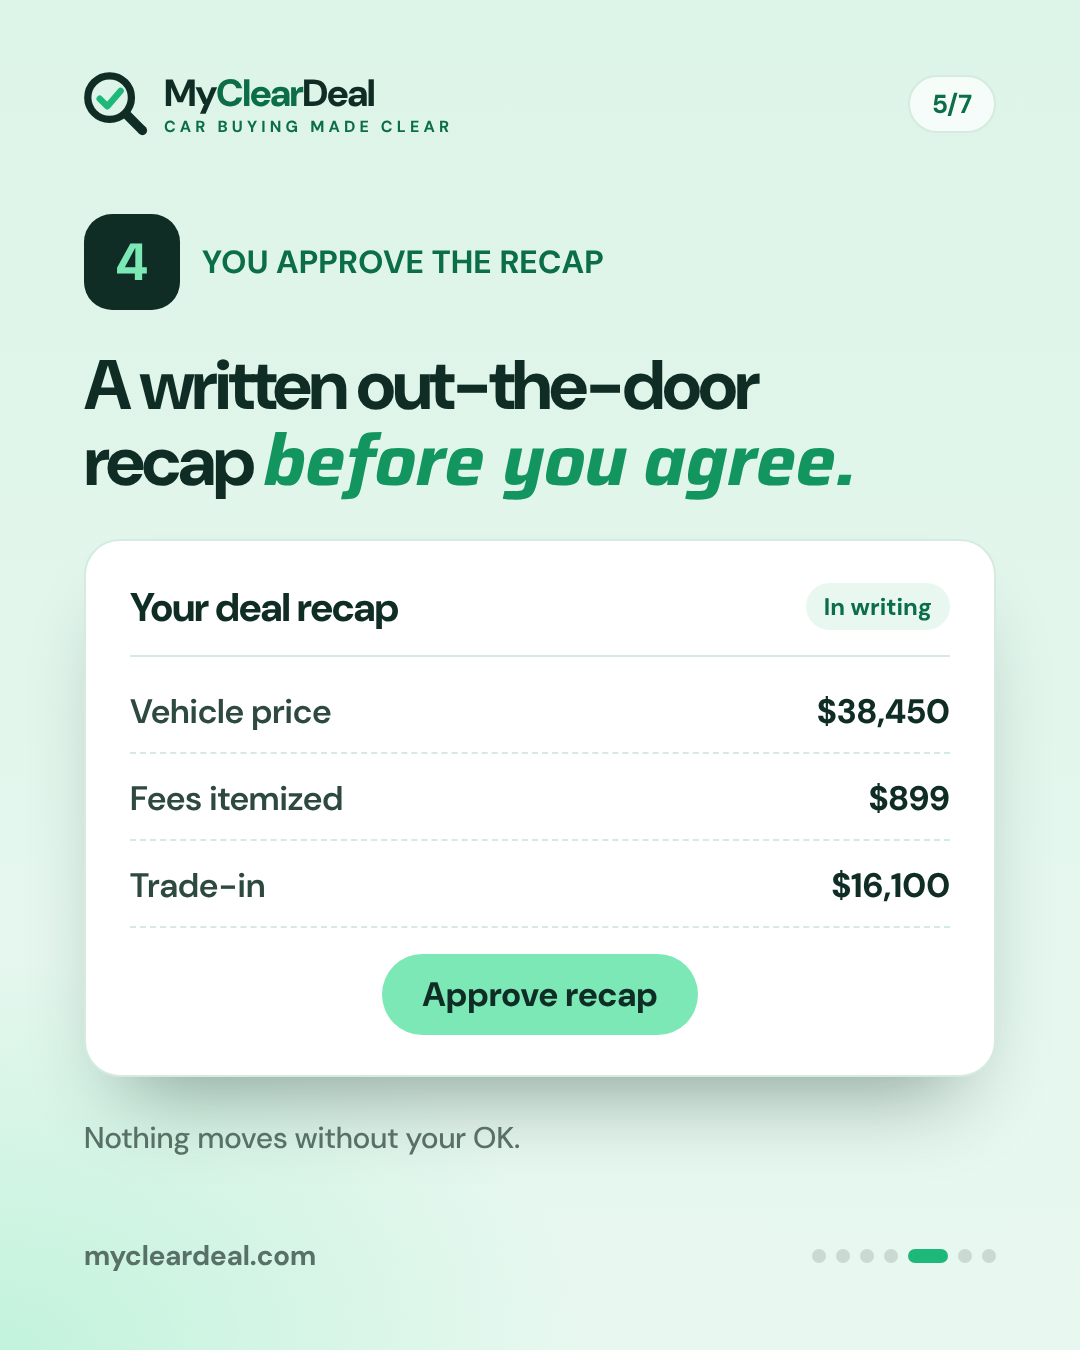 MyClearDeal
CAR BUYING MADE CLEAR
5/7
4
YOU APPROVE THE RECAP
A written out-the-door
recap before you agree.
Your deal recap
In writing
Vehicle price
$38,450
Fees itemized
$899
Trade-in
$16,100
Approve recap
Nothing moves without your OK.
mycleardeal.com